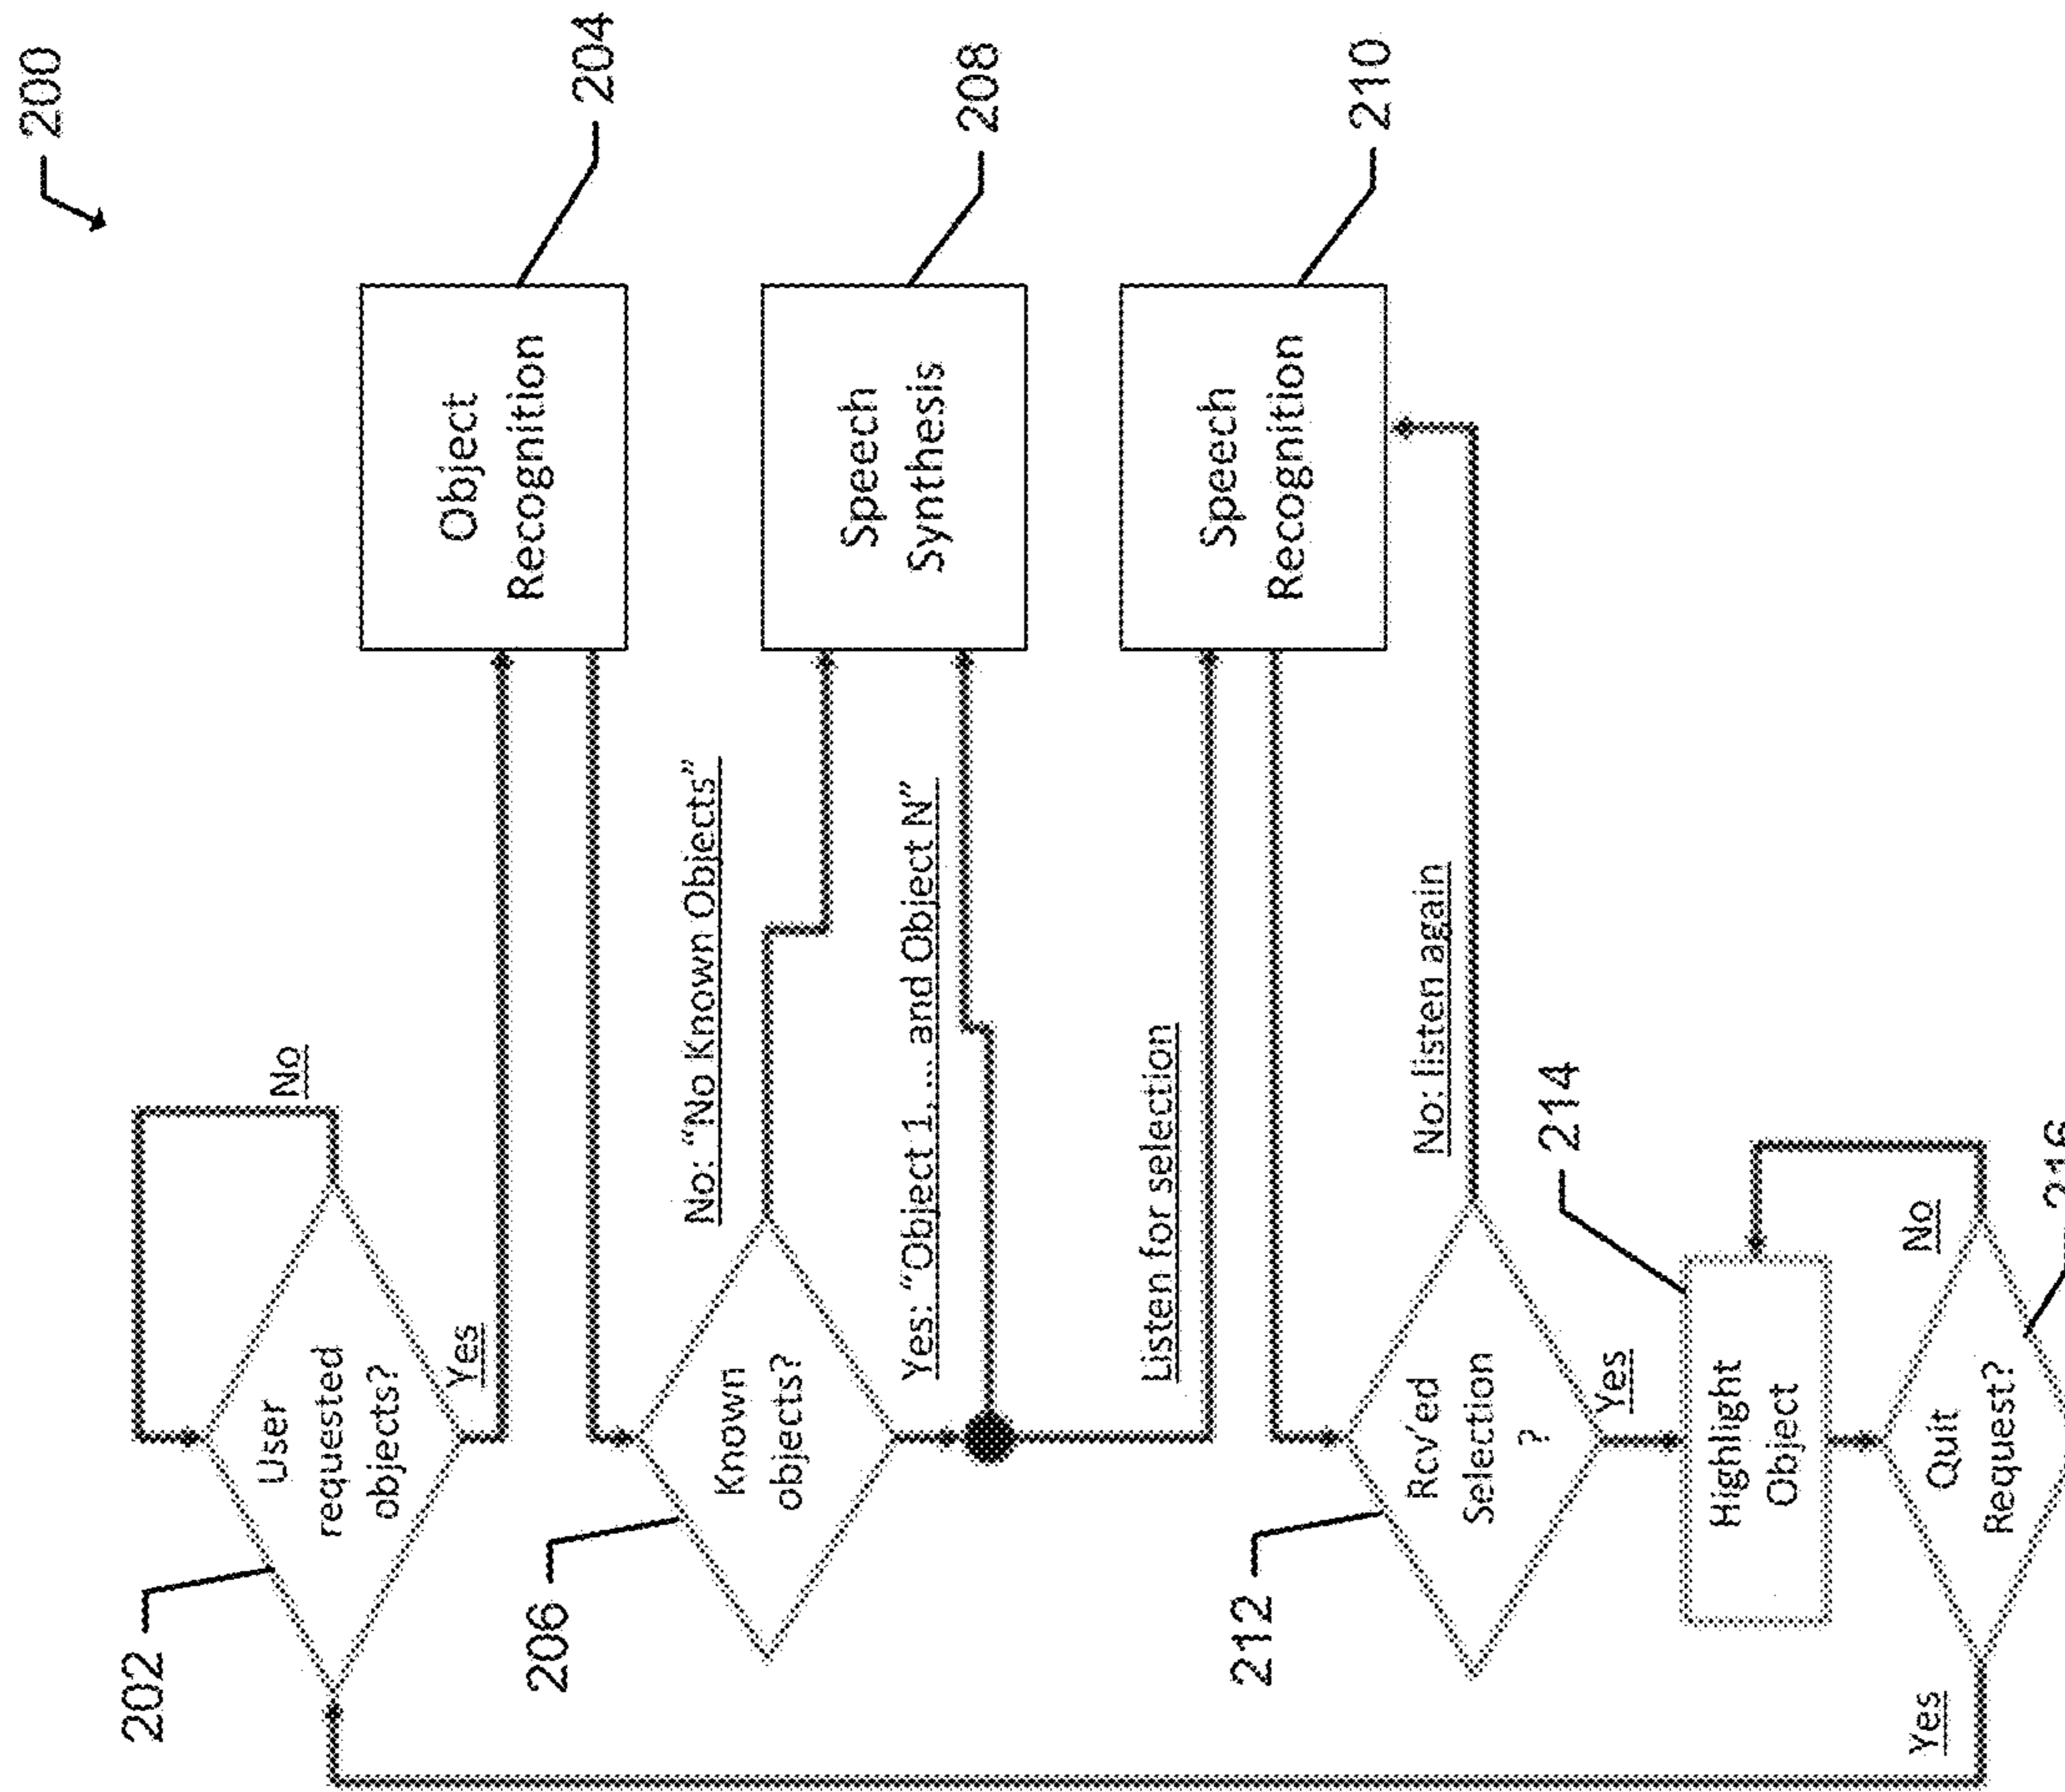 200
202
User
requested
objects?
No
Yes
Object
Recognition
204
206
Known
objects?
No: “No Known Objects”
Yes: “Object 1, ... and Object N”
Speech
Synthesis
208
Listen for selection
Speech
Recognition
210
212
Rcv'ed
Selection
?
No: listen again
Yes
214
Highlight
Object
Quit
Request?
No
Yes
216